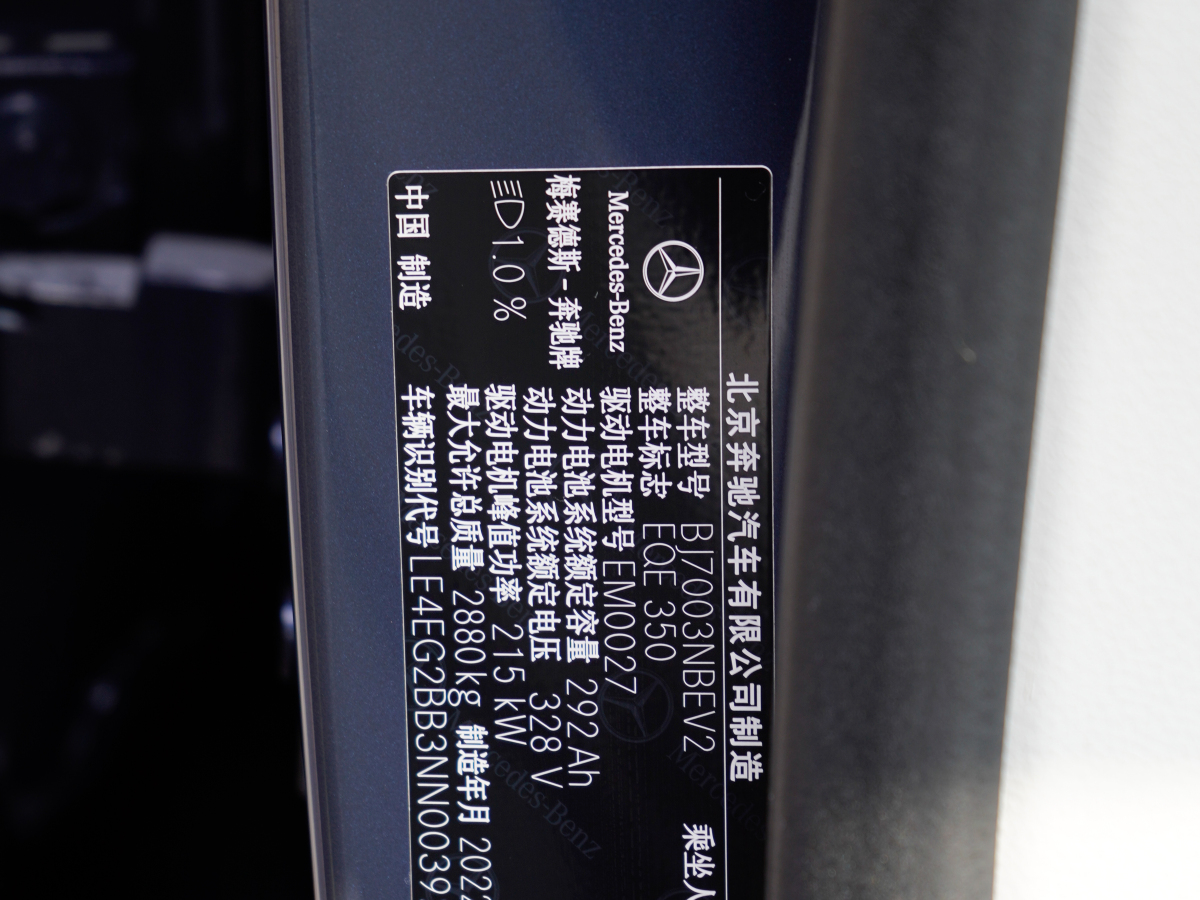 北京奔驰汽车有限公司制造
Mercedes-Benz
梅赛德斯-奔驰牌
1.0 %
中国 制造
整车型号 BJ7003NBEV2 乘坐人
整车标志 EQE 350
驱动电机型号 EM0027
动力电池系统额定容量 292 Ah
动力电池系统额定电压 328 V
驱动电机峰值功率 215 kW
最大允许总质量 2880kg 制造年月 2022
车辆识别代号 LE4EG2BB3NN0039